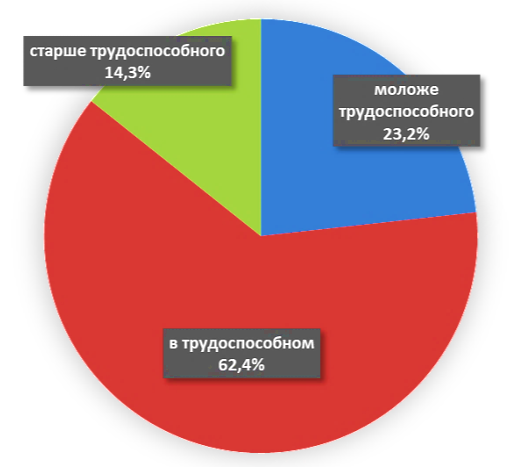 старше трудоспособного
14,3%
моложе
трудоспособного
23,2%
в трудоспособном
62,4%